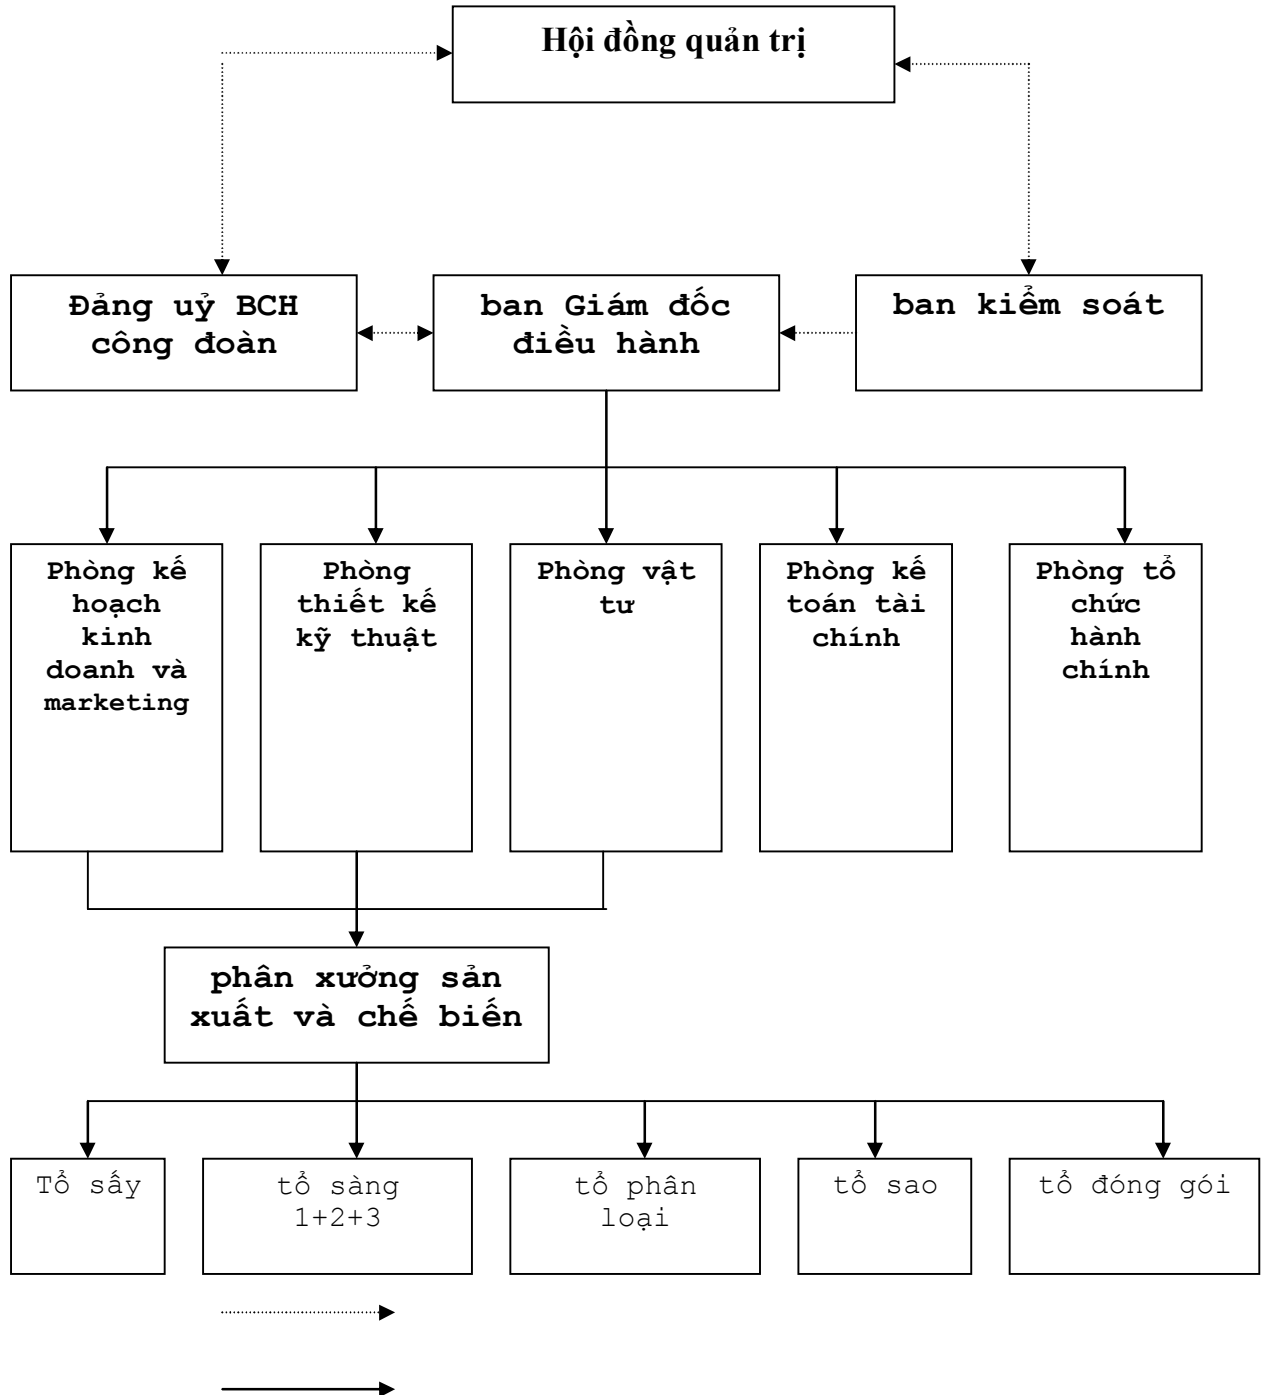 Hội đồng quản trị
Đảng uỷ BCH
công đoàn
ban Giám đốc
điều hành
ban kiểm soát
Phòng kế
hoạch
kinh
doanh và
marketing
Phòng
thiết kế
kỹ thuật
Phòng vật
tư
Phòng kế
toán tài
chính
Phòng tổ
chức
hành
chính
phân xưởng sản
xuất và chế biến
Tổ sấy
tổ sàng
1+2+3
tổ phân
loại
tổ sao
tổ đóng gói